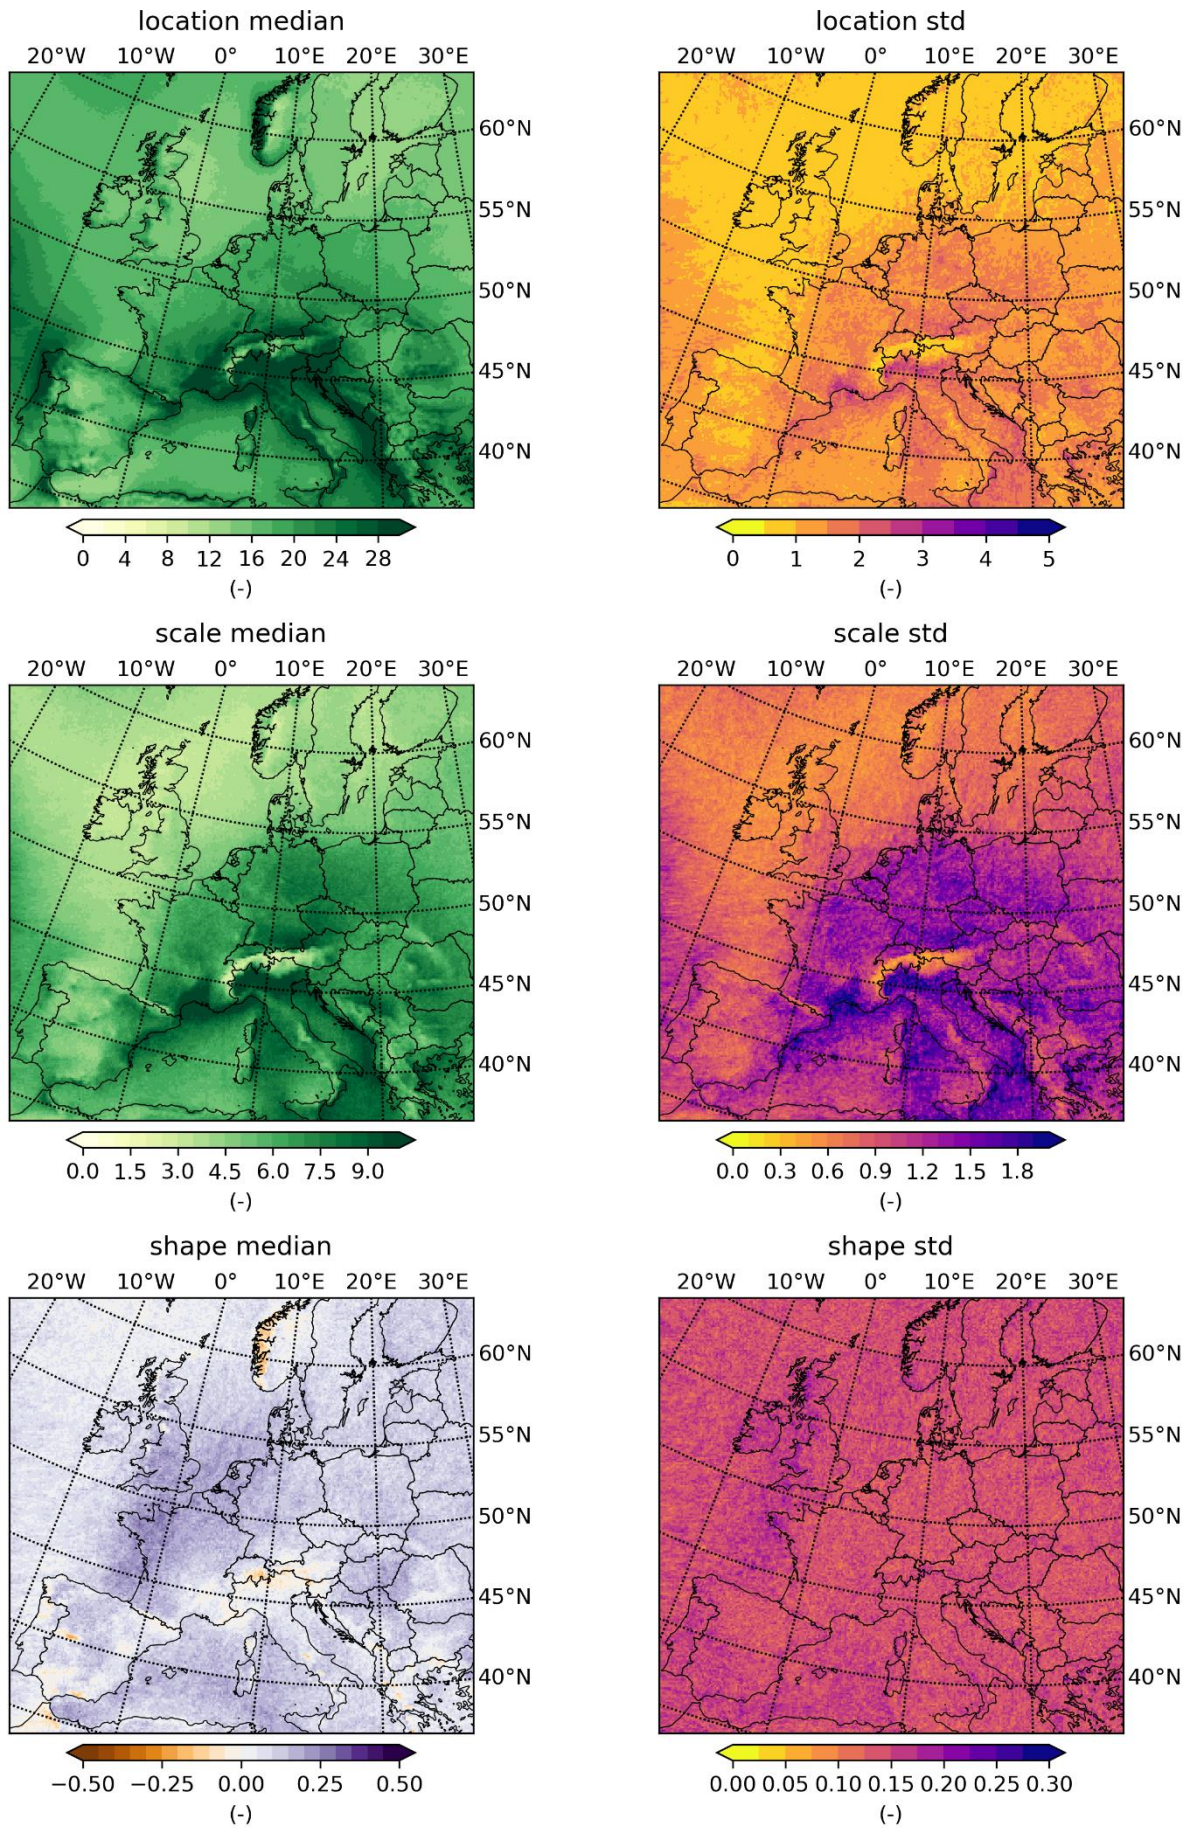 location median
20°W 10°W 0° 10°E 20°E 30°E
60°N
55°N
50°N
45°N
40°N
0 4 8 12 16 20 24 28
(-)
location std
20°W 10°W 0° 10°E 20°E 30°E
60°N
55°N
50°N
45°N
40°N
0 1 2 3 4 5
(-)
scale median
20°W 10°W 0° 10°E 20°E 30°E
60°N
55°N
50°N
45°N
40°N
0.0 1.5 3.0 4.5 6.0 7.5 9.0
(-)
scale std
20°W 10°W 0° 10°E 20°E 30°E
60°N
55°N
50°N
45°N
40°N
0.0 0.3 0.6 0.9 1.2 1.5 1.8
(-)
shape median
20°W 10°W 0° 10°E 20°E 30°E
60°N
55°N
50°N
45°N
40°N
−0.50 −0.25 0.00 0.25 0.50
(-)
shape std
20°W 10°W 0° 10°E 20°E 30°E
60°N
55°N
50°N
45°N
40°N
0.00 0.05 0.10 0.15 0.20 0.25 0.30
(-)